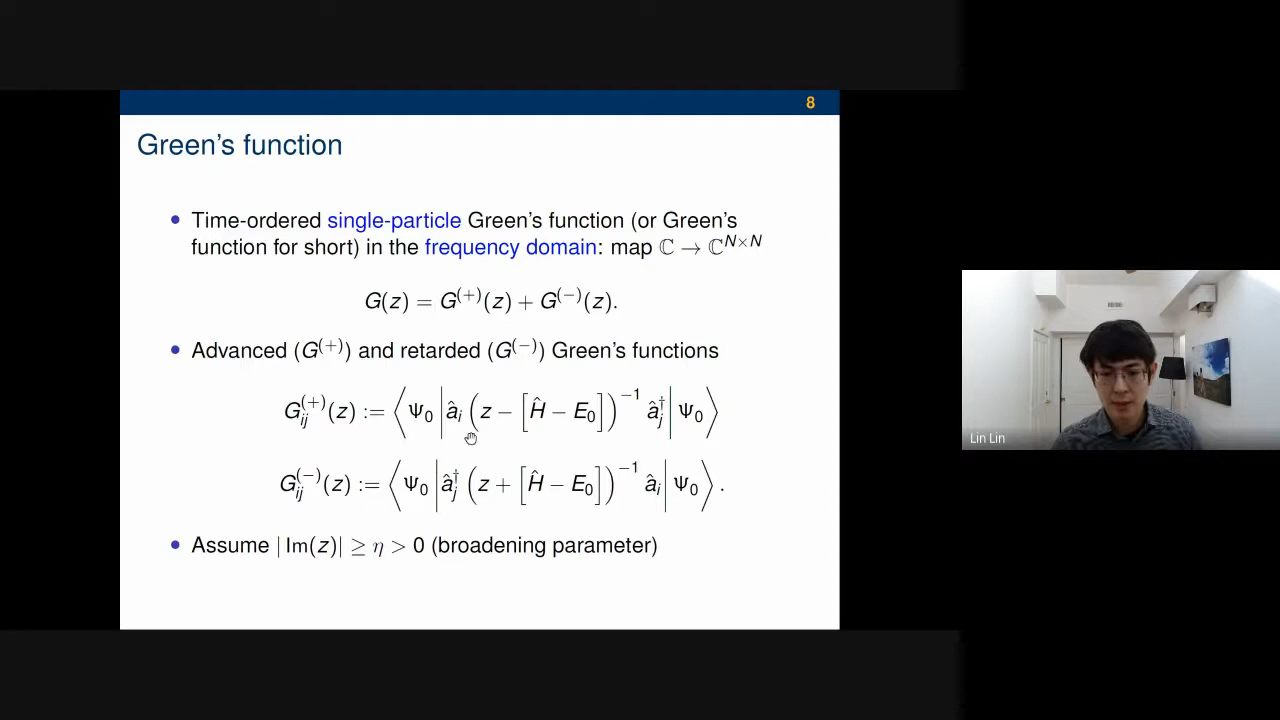 8
Green's function
• Time-ordered single-particle Green's function (or Green's
function for short) in the frequency domain: map ℂ → ℂ^{N×N}
G(z) = G^{(+)}(z) + G^{(−)}(z).
• Advanced (G^{(+)}) and retarded (G^{(−)}) Green's functions
G_{ij}^{(+)}(z) := ⟨Ψ_0 | â_i (z − [Ĥ − E_0])^{−1} â_j^† | Ψ_0⟩
G_{ij}^{(−)}(z) := ⟨Ψ_0 | â_j^† (z + [Ĥ − E_0])^{−1} â_i | Ψ_0⟩.
• Assume | Im(z)| ≥ η > 0 (broadening parameter)
Lin Lin